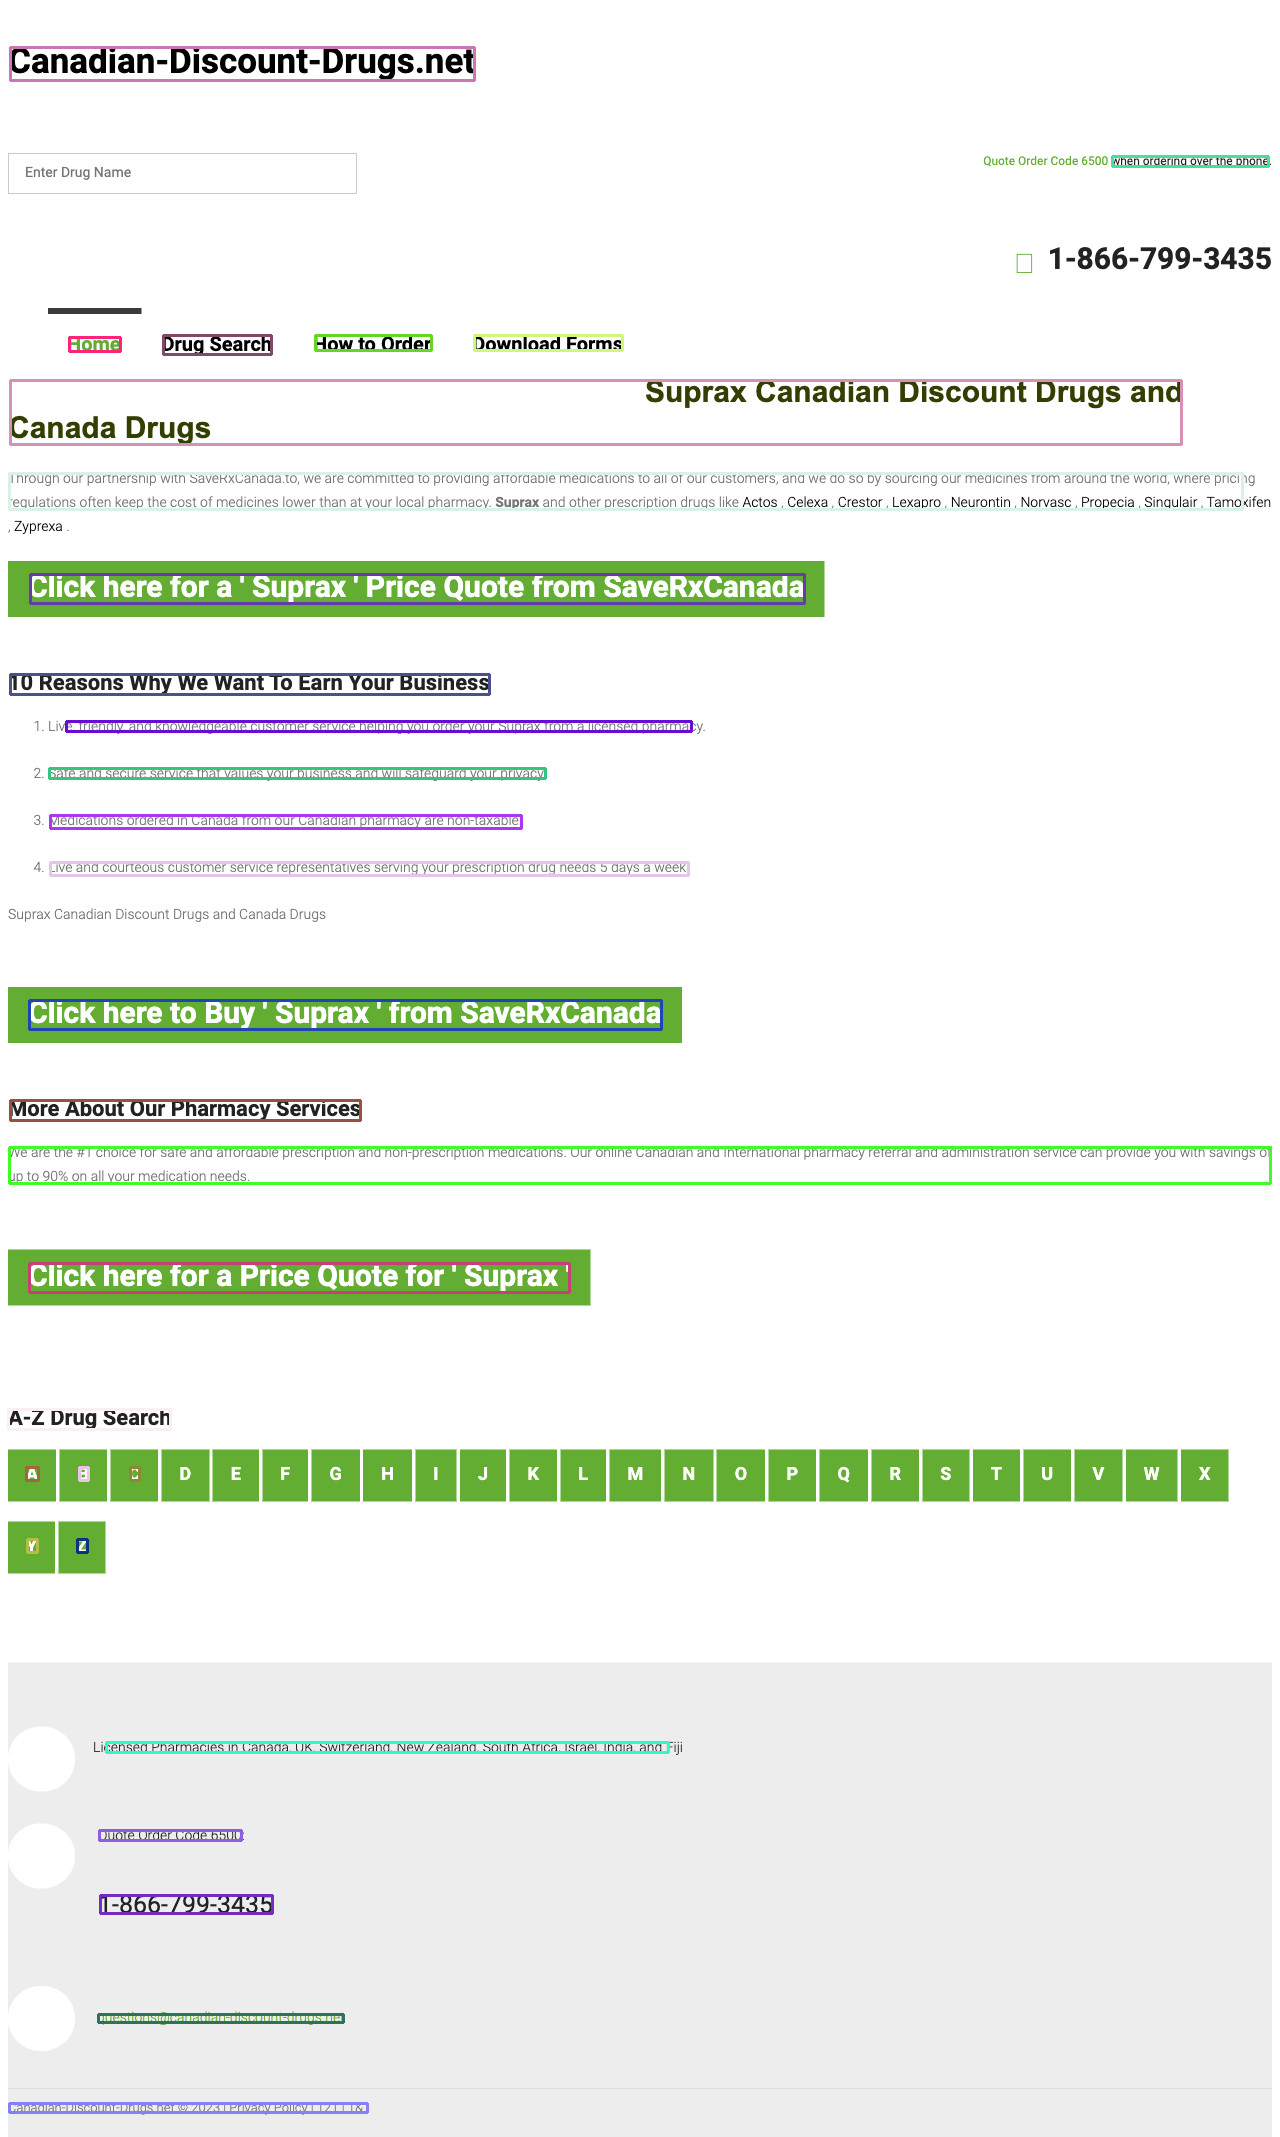 Canadian-Discount-Drugs.net
Enter Drug Name
Quote Order Code 6500 when ordering over the phone.
1-866-799-3435
Home Drug Search How to Order Download Forms
Suprax Canadian Discount Drugs and
Canada Drugs
Through our partnership with SaveRxCanada.to, we are committed to providing affordable medications to all of our customers, and we do so by sourcing our medicines from around the world, where pricing
regulations often keep the cost of medicines lower than at your local pharmacy. Suprax and other prescription drugs like Actos , Celexa , Crestor , Lexapro , Neurontin , Norvasc , Propecia , Singulair , Tamoxifen
, Zyprexa .
Click here for a ' Suprax ' Price Quote from SaveRxCanada
10 Reasons Why We Want To Earn Your Business
1. Live, friendly, and knowledgeable customer service helping you order your Suprax from a licensed pharmacy.
2. Safe and secure service that values your business and will safeguard your privacy.
3. Medications ordered in Canada from our Canadian pharmacy are non-taxable.
4. Live and courteous customer service representatives serving your prescription drug needs 5 days a week.
Suprax Canadian Discount Drugs and Canada Drugs
Click here to Buy ' Suprax ' from SaveRxCanada
More About Our Pharmacy Services
We are the #1 choice for safe and affordable prescription and non-prescription medications. Our online Canadian and International pharmacy referral and administration service can provide you with savings of
up to 90% on all your medication needs.
Click here for a Price Quote for ' Suprax '
A-Z Drug Search
A B C D E F G H I J K L M N O P Q R S T U V W X
Y Z
Licensed Pharmacies in Canada, UK, Switzerland, New Zealand, South Africa, Israel, India, and Fiji
Quote Order Code 6500:
1-866-799-3435
questions@canadian-discount-drugs.net
Canadian-Discount-Drugs.net © 2023 | Privacy Policy |